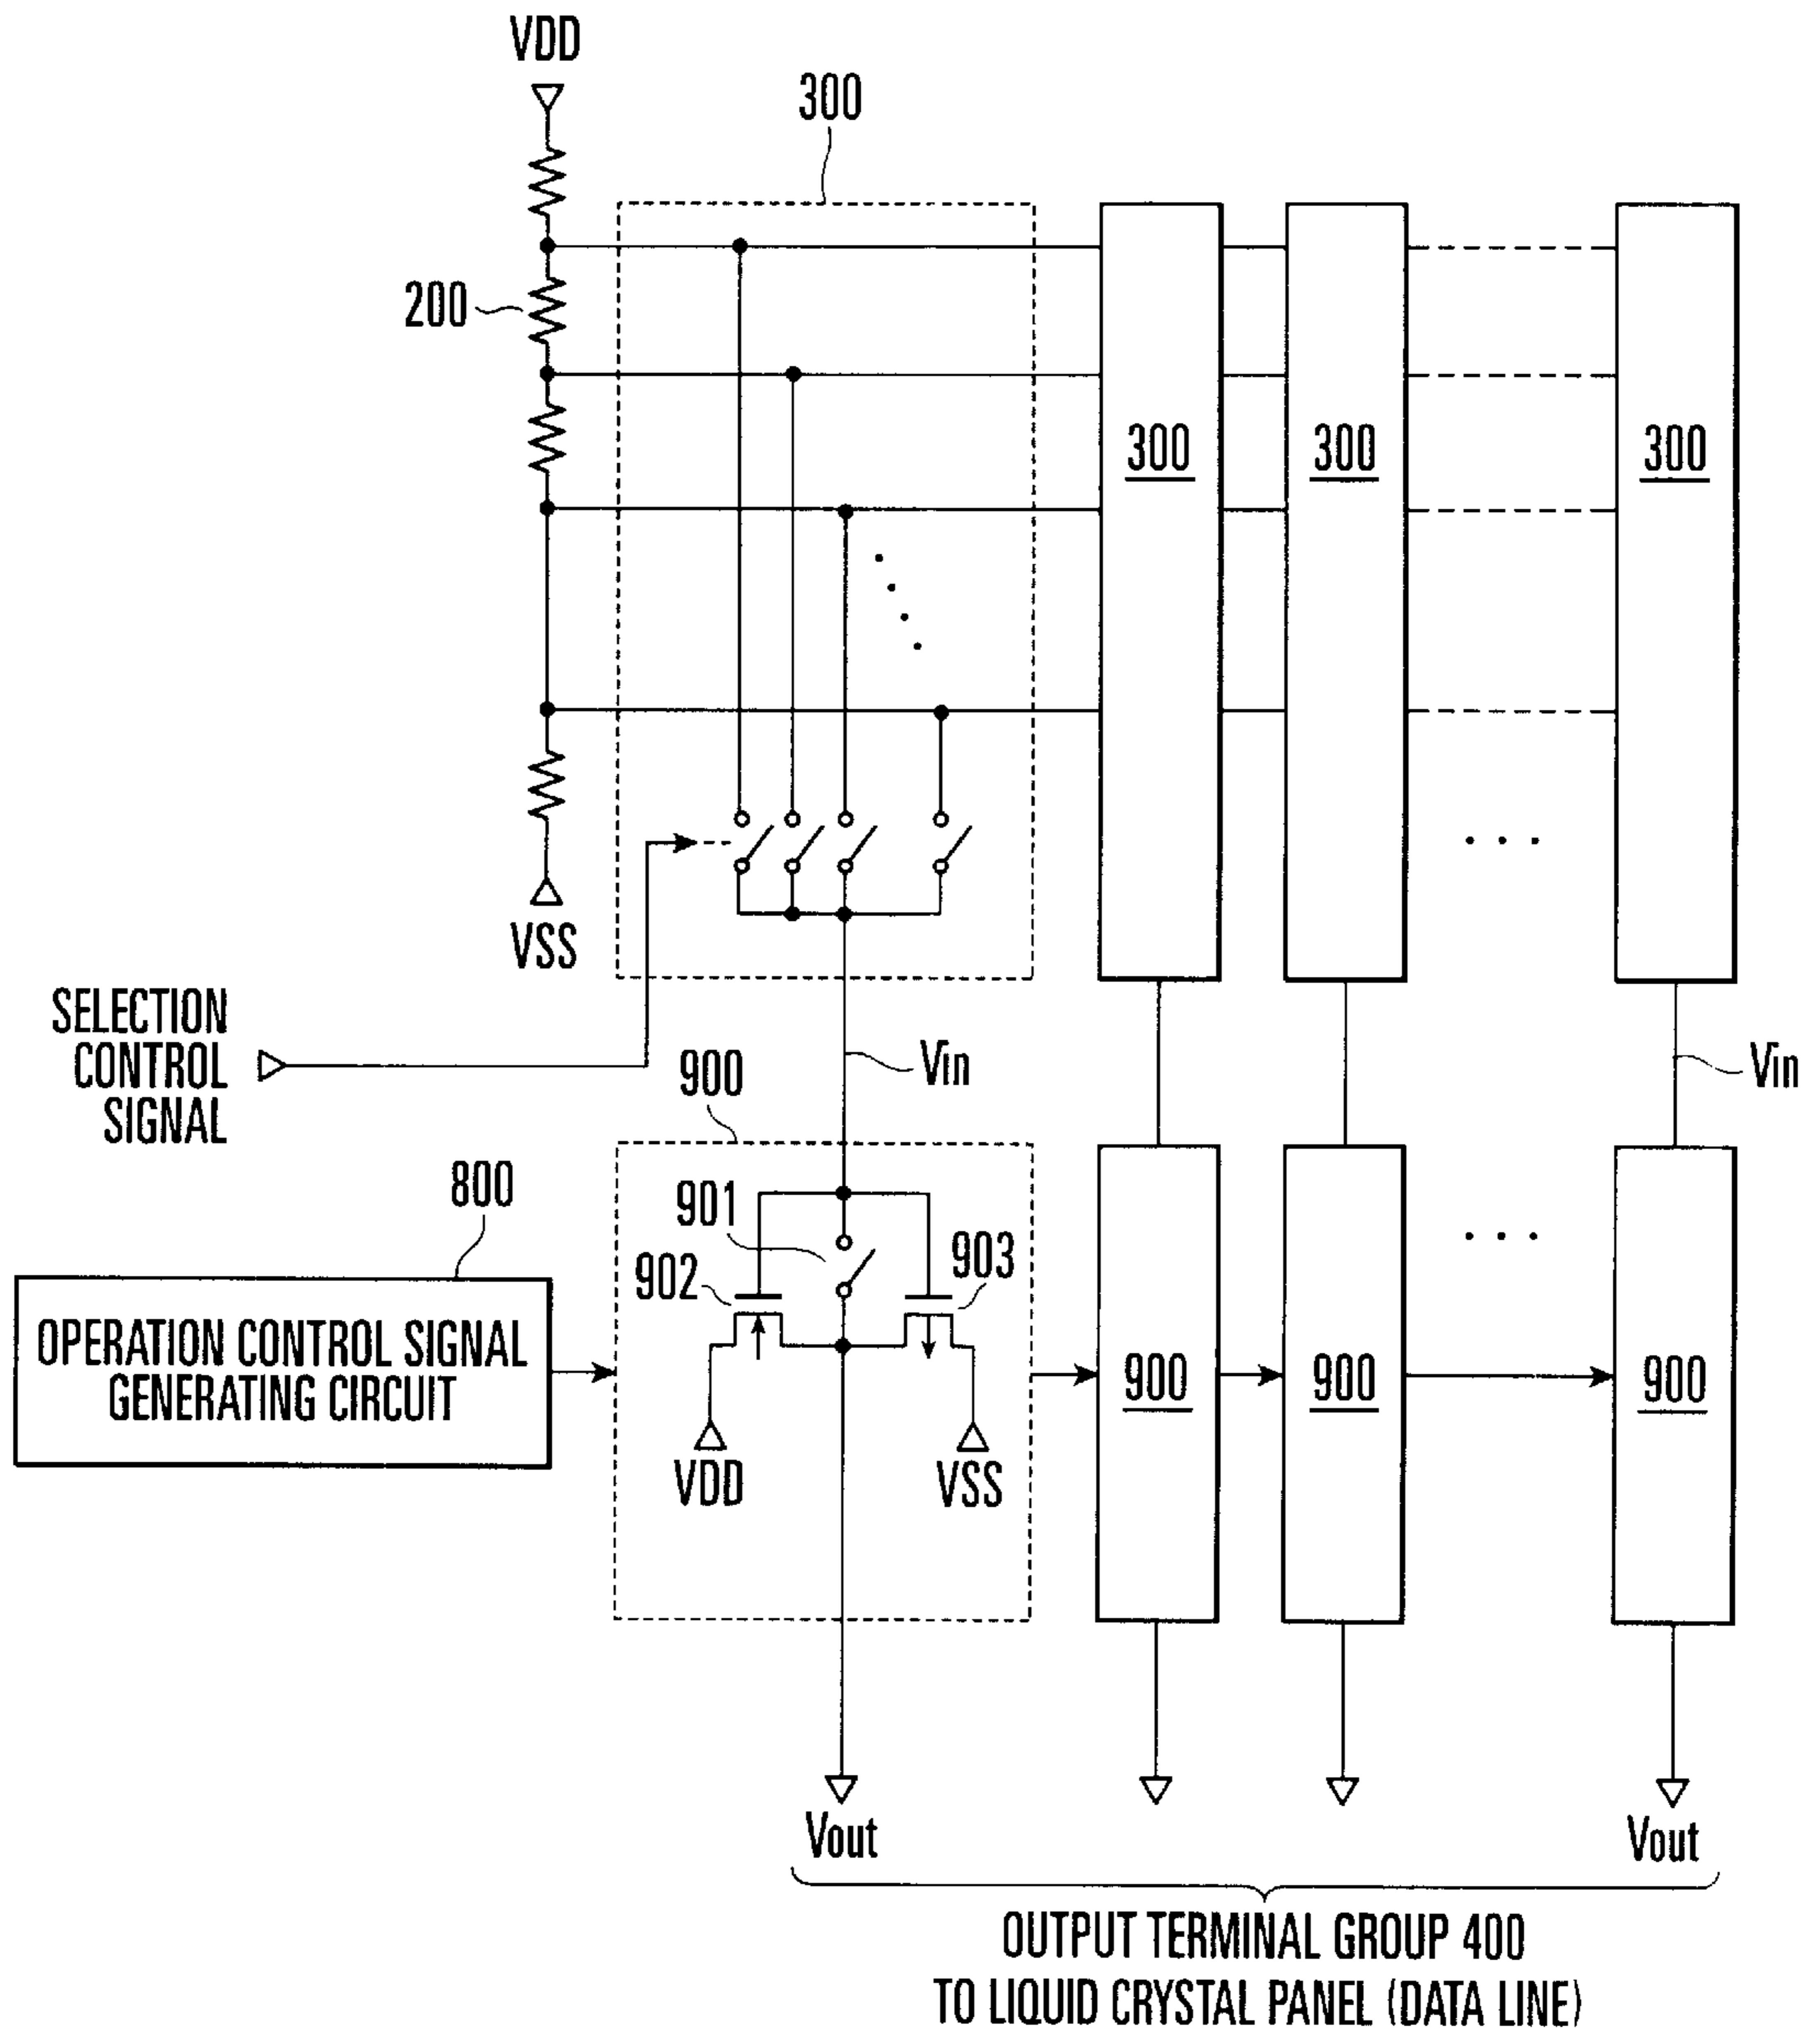 VDD
300
200
300
300
300
VSS
SELECTION
CONTROL
SIGNAL
Vin
Vin
900
800
901
902
903
OPERATION CONTROL SIGNAL
GENERATING CIRCUIT
VDD
VSS
900
900
900
Vout
Vout
OUTPUT TERMINAL GROUP 400
TO LIQUID CRYSTAL PANEL (DATA LINE)